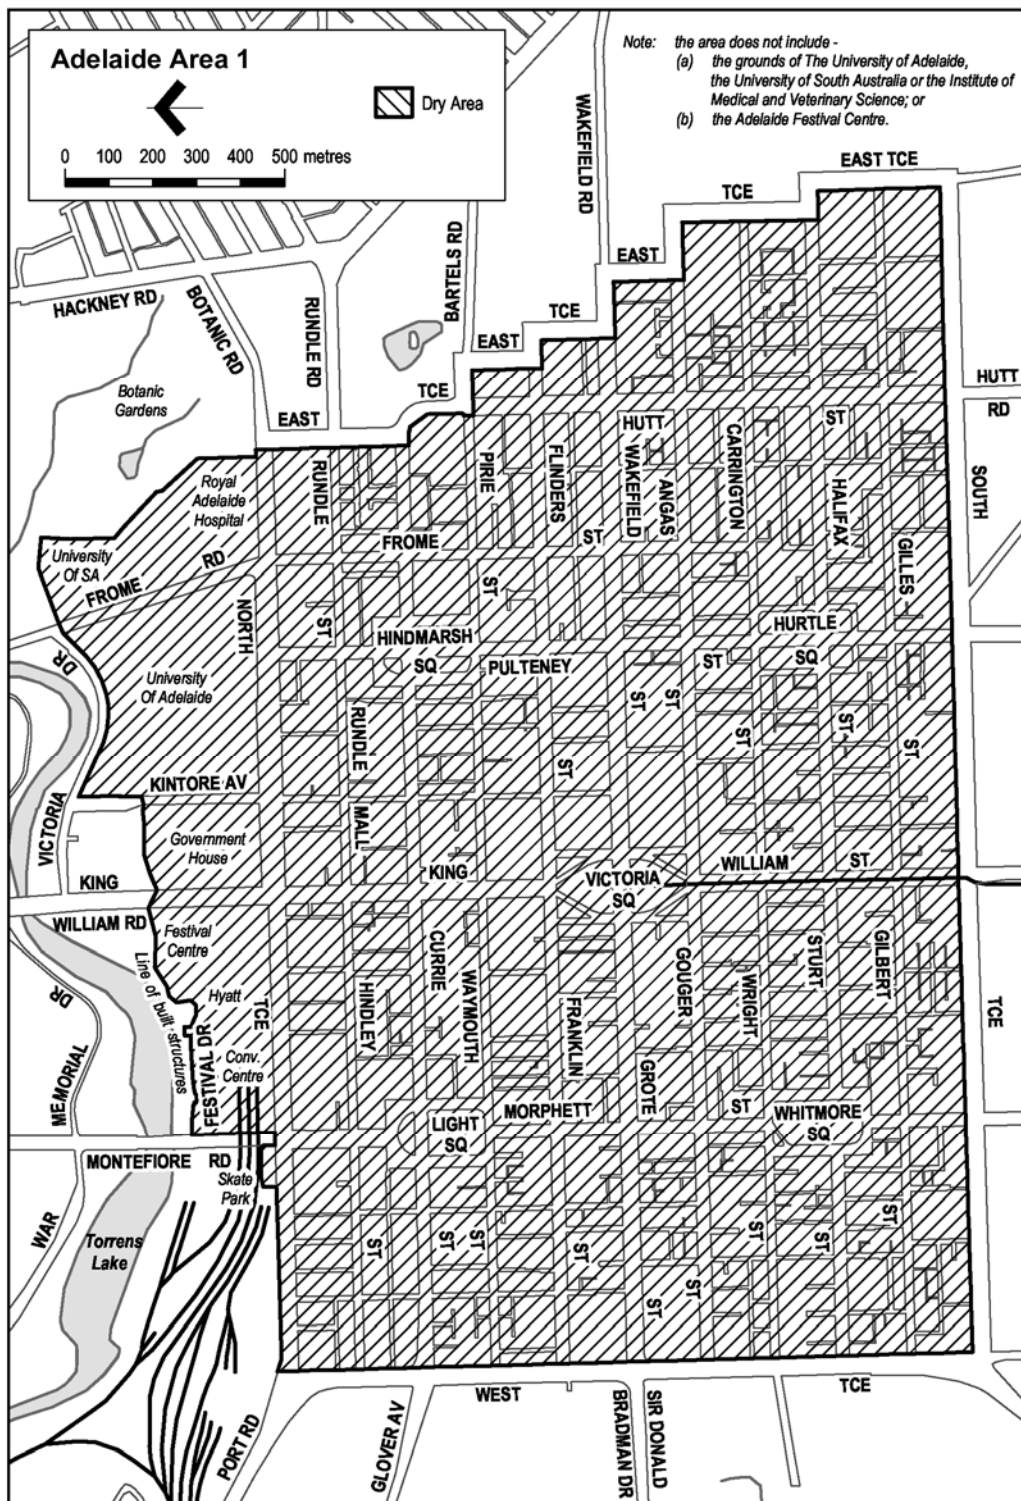 Adelaide Area 1
Dry Area
0 100 200 300 400 500 metres
Note: the area does not include -
(a) the grounds of The University of Adelaide,
the University of South Australia or the Institute of
Medical and Veterinary Science; or
(b) the Adelaide Festival Centre.
WAKEFIELD RD
EAST TCE
TCE
EAST
BARTELS RD
TCE
EAST
HACKNEY RD
BOTANIC RD
RUNDLE RD
TCE
EAST
Botanic
Gardens
HUTT
RD
ST
HUTT
Royal
Adelaide
Hospital
RUNDLE
PIRIE
FLINDERS
WAKEFIELD
ANGAS
CARRINGTON
HALIFAX
SOUTH
University
Of SA
FROME
RD
FROME
ST
GILLES
NORTH
ST
ST
HINDMARSH
SQ
HURTLE
SQ
PULTENEY
ST
DR
University
Of Adelaide
RUNDLE
ST
ST
ST
ST
ST
ST
KINTORE AV
VICTORIA
MALL
Government
House
KING
KING
VICTORIA
SQ
WILLIAM
ST
WILLIAM RD
Festival
Centre
CURRIE
GOUGER
STURT
GILBERT
Line of built structures
Hyatt
TCE
HINDLEY
WAYMOUTH
FRANKLIN
WRIGHT
TCE
DR
MEMORIAL
FESTIVAL DR
Conv.
Centre
GROTE
MORPHETT
ST
LIGHT
SQ
WHITMORE
SQ
MONTEFIORE RD
Skate
Park
WAR
Torrens
Lake
ST
ST
ST
ST
ST
ST
ST
ST
ST
WEST
TCE
PORT RD
GLOVER AV
SIR DONALD
BRADMAN DR